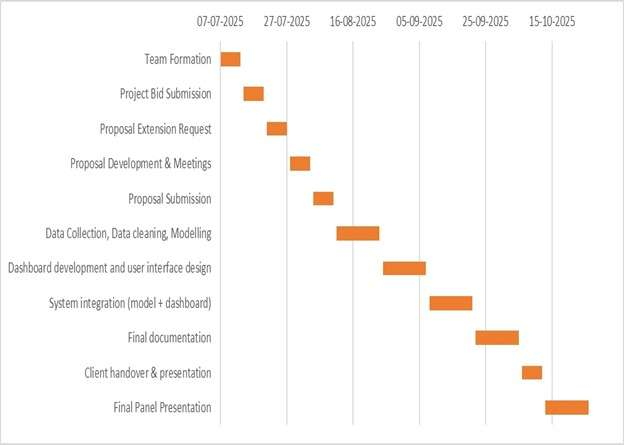 07-07-2025 27-07-2025 16-08-2025 05-09-2025 25-09-2025 15-10-2025
Team Formation
Project Bid Submission
Proposal Extension Request
Proposal Development & Meetings
Proposal Submission
Data Collection, Data cleaning, Modelling
Dashboard development and user interface design
System integration (model + dashboard)
Final documentation
Client handover & presentation
Final Panel Presentation